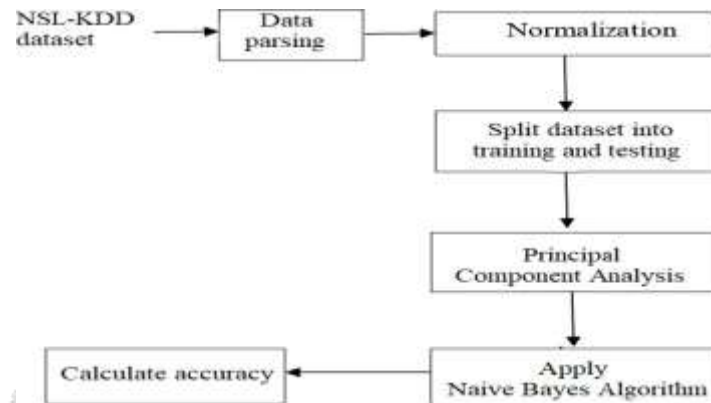 NSL-KDD
dataset
Data
parsing
Normalization
Split dataset into
training and testing
Principal
Component Analysis
Apply
Naive Bayes Algorithm
Calculate accuracy